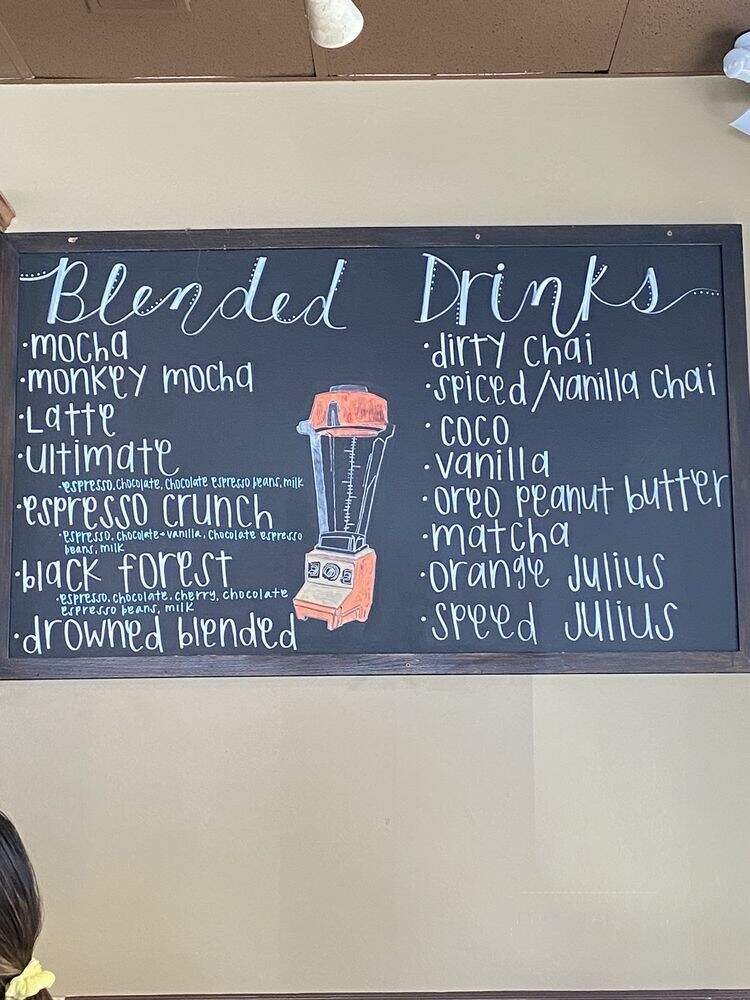 Blended Drinks
·mocha
·monkey mocha
·Latte
·ultimate
·espresso, chocolate, chocolate espresso beans, milk
·espresso crunch
·espresso, chocolate+vanilla, chocolate espresso
beans, milk
·black forest
·espresso, chocolate, cherry, chocolate
espresso beans, milk
·drowned blended
·dirty chai
·spiced/vanilla chai
·coco
·vanilla
·oreo peanut butter
·matcha
·orange Julius
·speed Julius